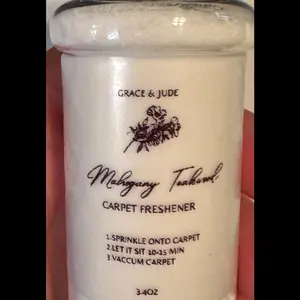 GRACE & JUDE
Mahogany Teakwood
CARPET FRESHENER
1.SPRINKLE ONTO CARPET
2.LET IT SIT 10-15 MIN
3.VACCUM CARPET
3.4OZ